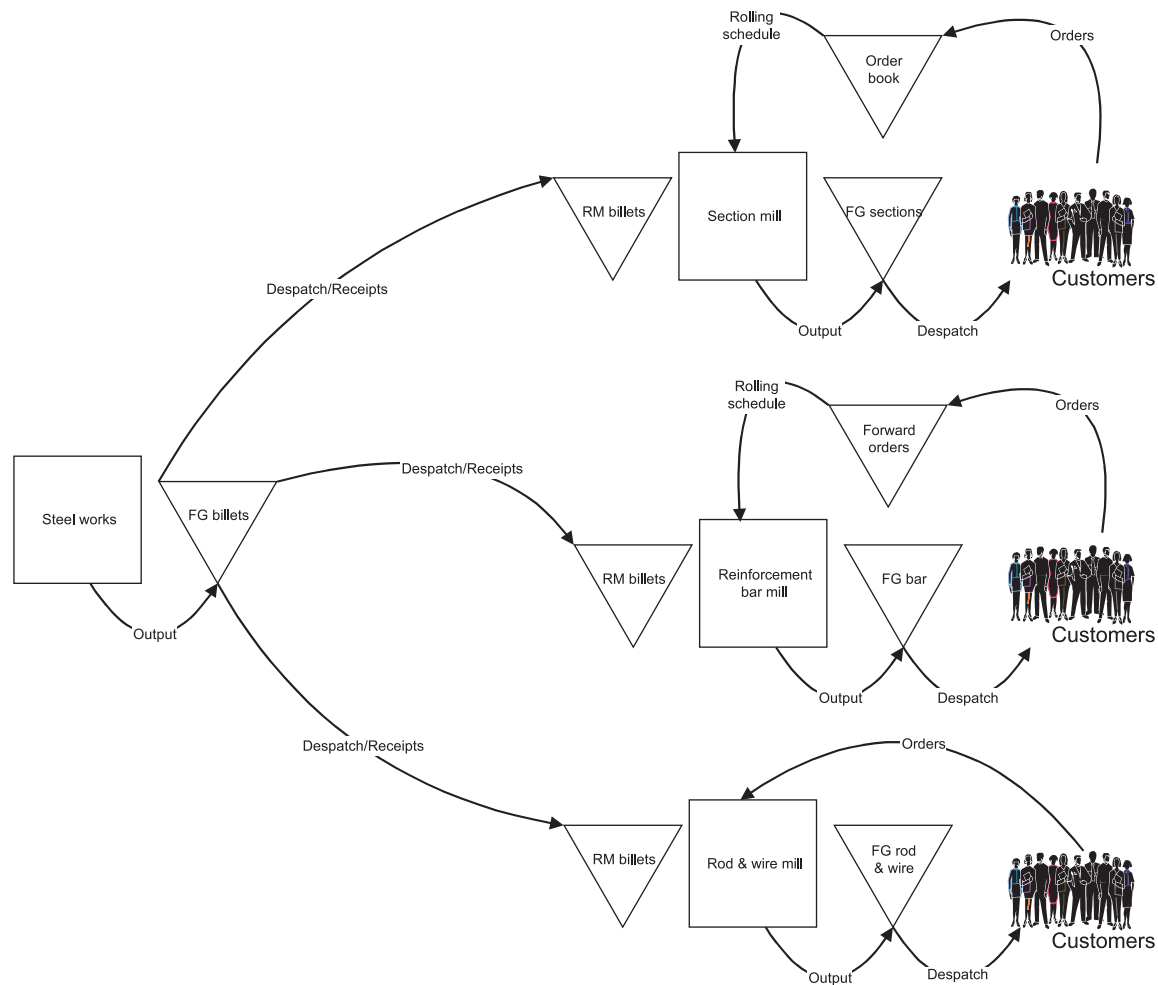 Rolling
schedule
Order
book
Orders
RM billets
Section mill
FG sections
Customers
Despatch/Receipts
Output
Despatch
Rolling
schedule
Forward
orders
Orders
Despatch/Receipts
Steel works
FG billets
RM billets
Reinforcement
bar mill
FG bar
Customers
Output
Output
Despatch
Despatch/Receipts
Orders
RM billets
Rod & wire mill
FG rod
& wire
Customers
Output
Despatch